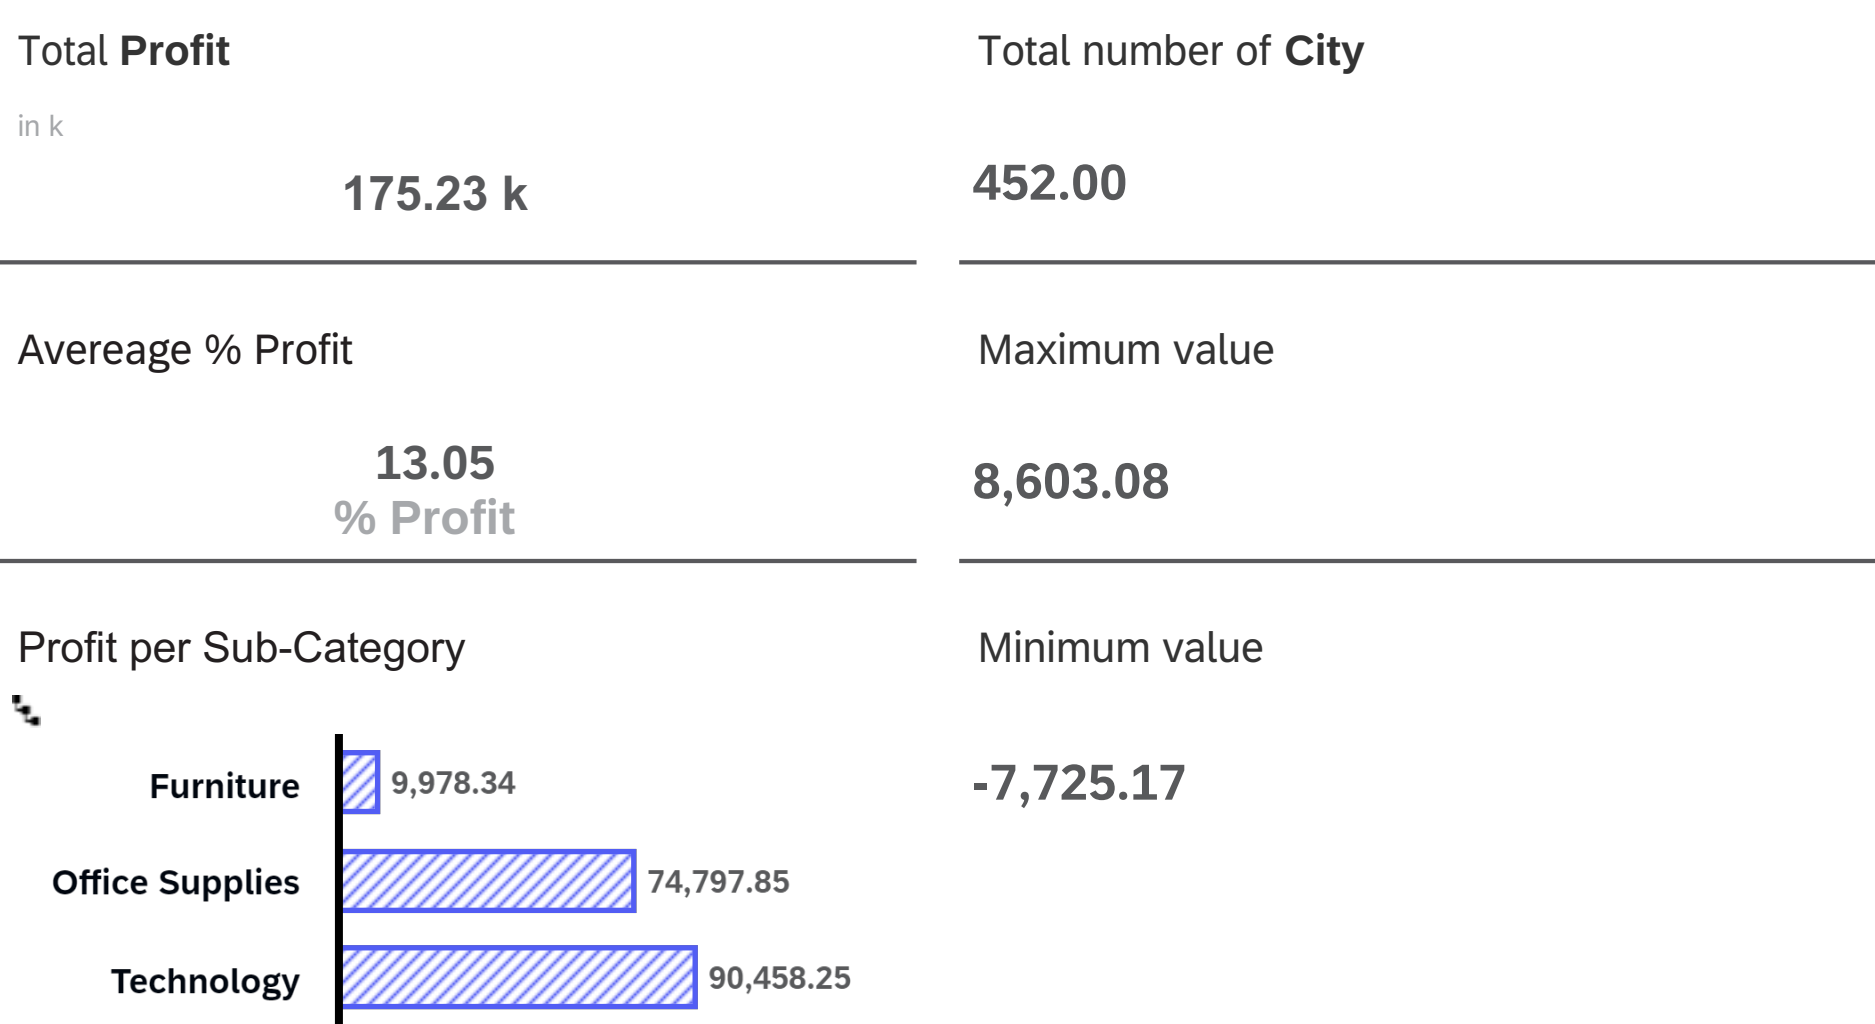 Total Profit
in k
175.23 k
Total number of City
452.00
Avereage % Profit
13.05
% Profit
Maximum value
8,603.08
Profit per Sub-Category
Furniture 9,978.34
Office Supplies 74,797.85
Technology 90,458.25
Minimum value
-7,725.17